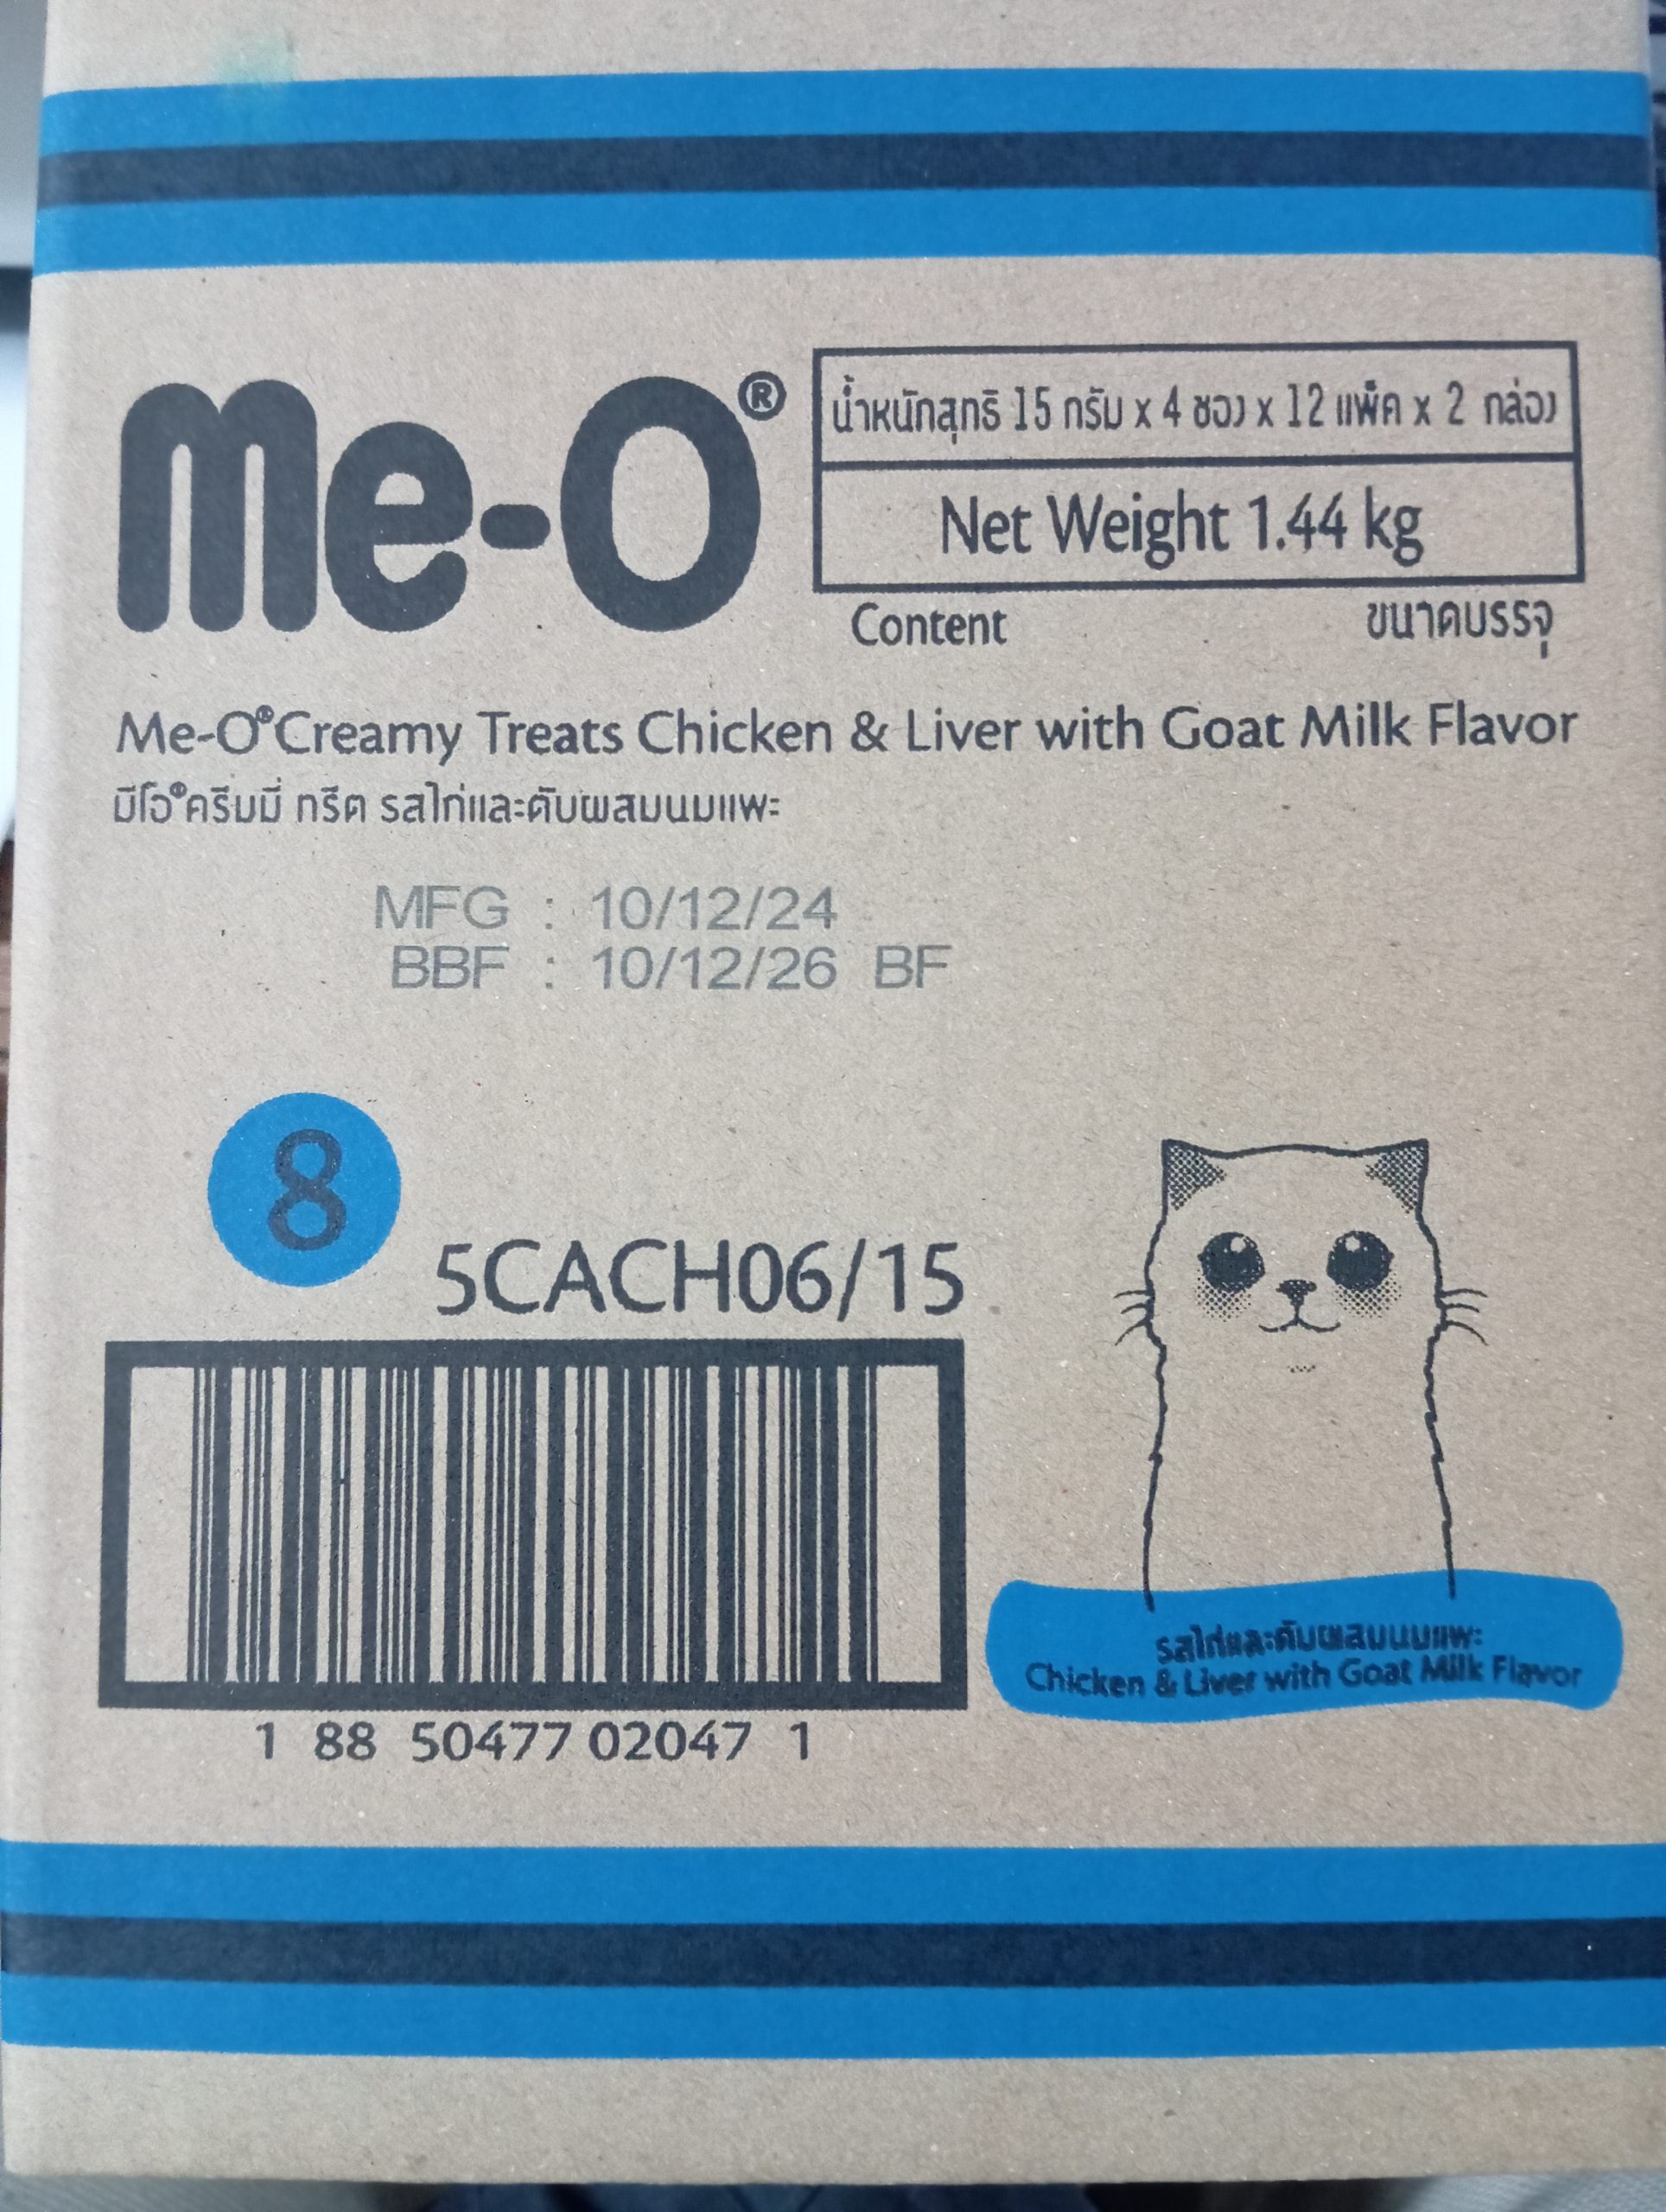 Me-O®
น้ำหนักสุทธิ 15 กรัม x 4 ซอง x 12 แพ็ค x 2 กล่อง
Net Weight 1.44 kg
Content ขนาดบรรจุ
Me-O® Creamy Treats Chicken & Liver with Goat Milk Flavor
มีโอ® ครีมมี่ ทรีต รสไก่และตับผสมนมแพะ
MFG : 10/12/24
BBF : 10/12/26 BF
8
5CACH06/15
1 88 50477 02047 1
รสไก่และตับผสมนมแพะ
Chicken & Liver with Goat Milk Flavor